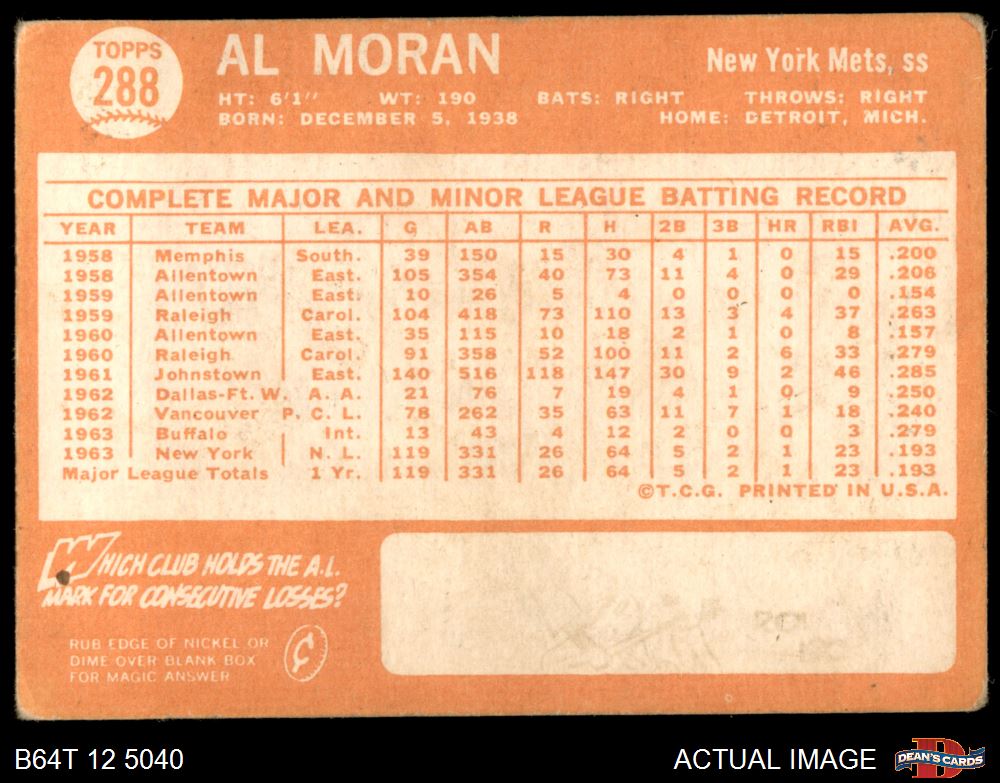 TOPPS
288
AL MORAN
New York Mets, ss
HT: 6'1" WT: 190 BATS: RIGHT THROWS: RIGHT
BORN: DECEMBER 5, 1938 HOME: DETROIT, MICH.
COMPLETE MAJOR AND MINOR LEAGUE BATTING RECORD
YEAR TEAM LEA. G AB R H 2B 3B HR RBI AVG.
1958 Memphis South. 39 150 15 30 4 1 0 15 .200
1958 Allentown East. 105 354 40 73 11 4 0 29 .206
1959 Allentown East. 10 26 5 4 0 0 0 0 .154
1959 Raleigh Carol. 104 418 73 110 13 3 4 37 .263
1960 Allentown East. 35 115 10 18 2 1 0 8 .157
1960 Raleigh Carol. 91 358 52 100 11 2 6 33 .279
1961 Johnstown East. 140 516 118 147 30 9 2 46 .285
1962 Dallas-Ft. W. A. A. 21 76 7 19 4 1 0 9 .250
1962 Vancouver P. C. L. 78 262 35 63 11 7 1 18 .240
1963 Buffalo Int. 13 43 4 12 2 0 0 3 .279
1963 New York N. L. 119 331 26 64 5 2 1 23 .193
Major League Totals 1 Yr. 119 331 26 64 5 2 1 23 .193
©T.C.G. PRINTED IN U.S.A.
WHICH CLUB HOLDS THE A.L.
MARK FOR CONSECUTIVE LOSSES?
RUB EDGE OF NICKEL OR
DIME OVER BLANK BOX
FOR MAGIC ANSWER
¢
B64T 12 5040
ACTUAL IMAGE
DEAN'S CARDS